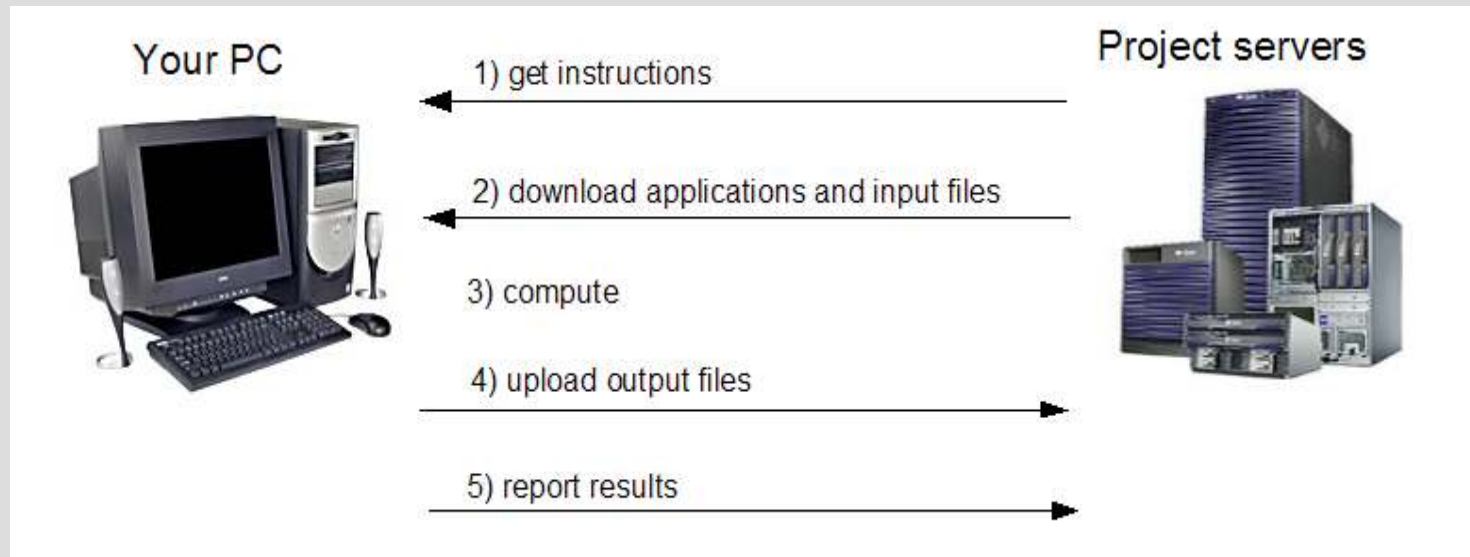 Your PC
Project servers
1) get instructions
2) download applications and input files
3) compute
4) upload output files
5) report results